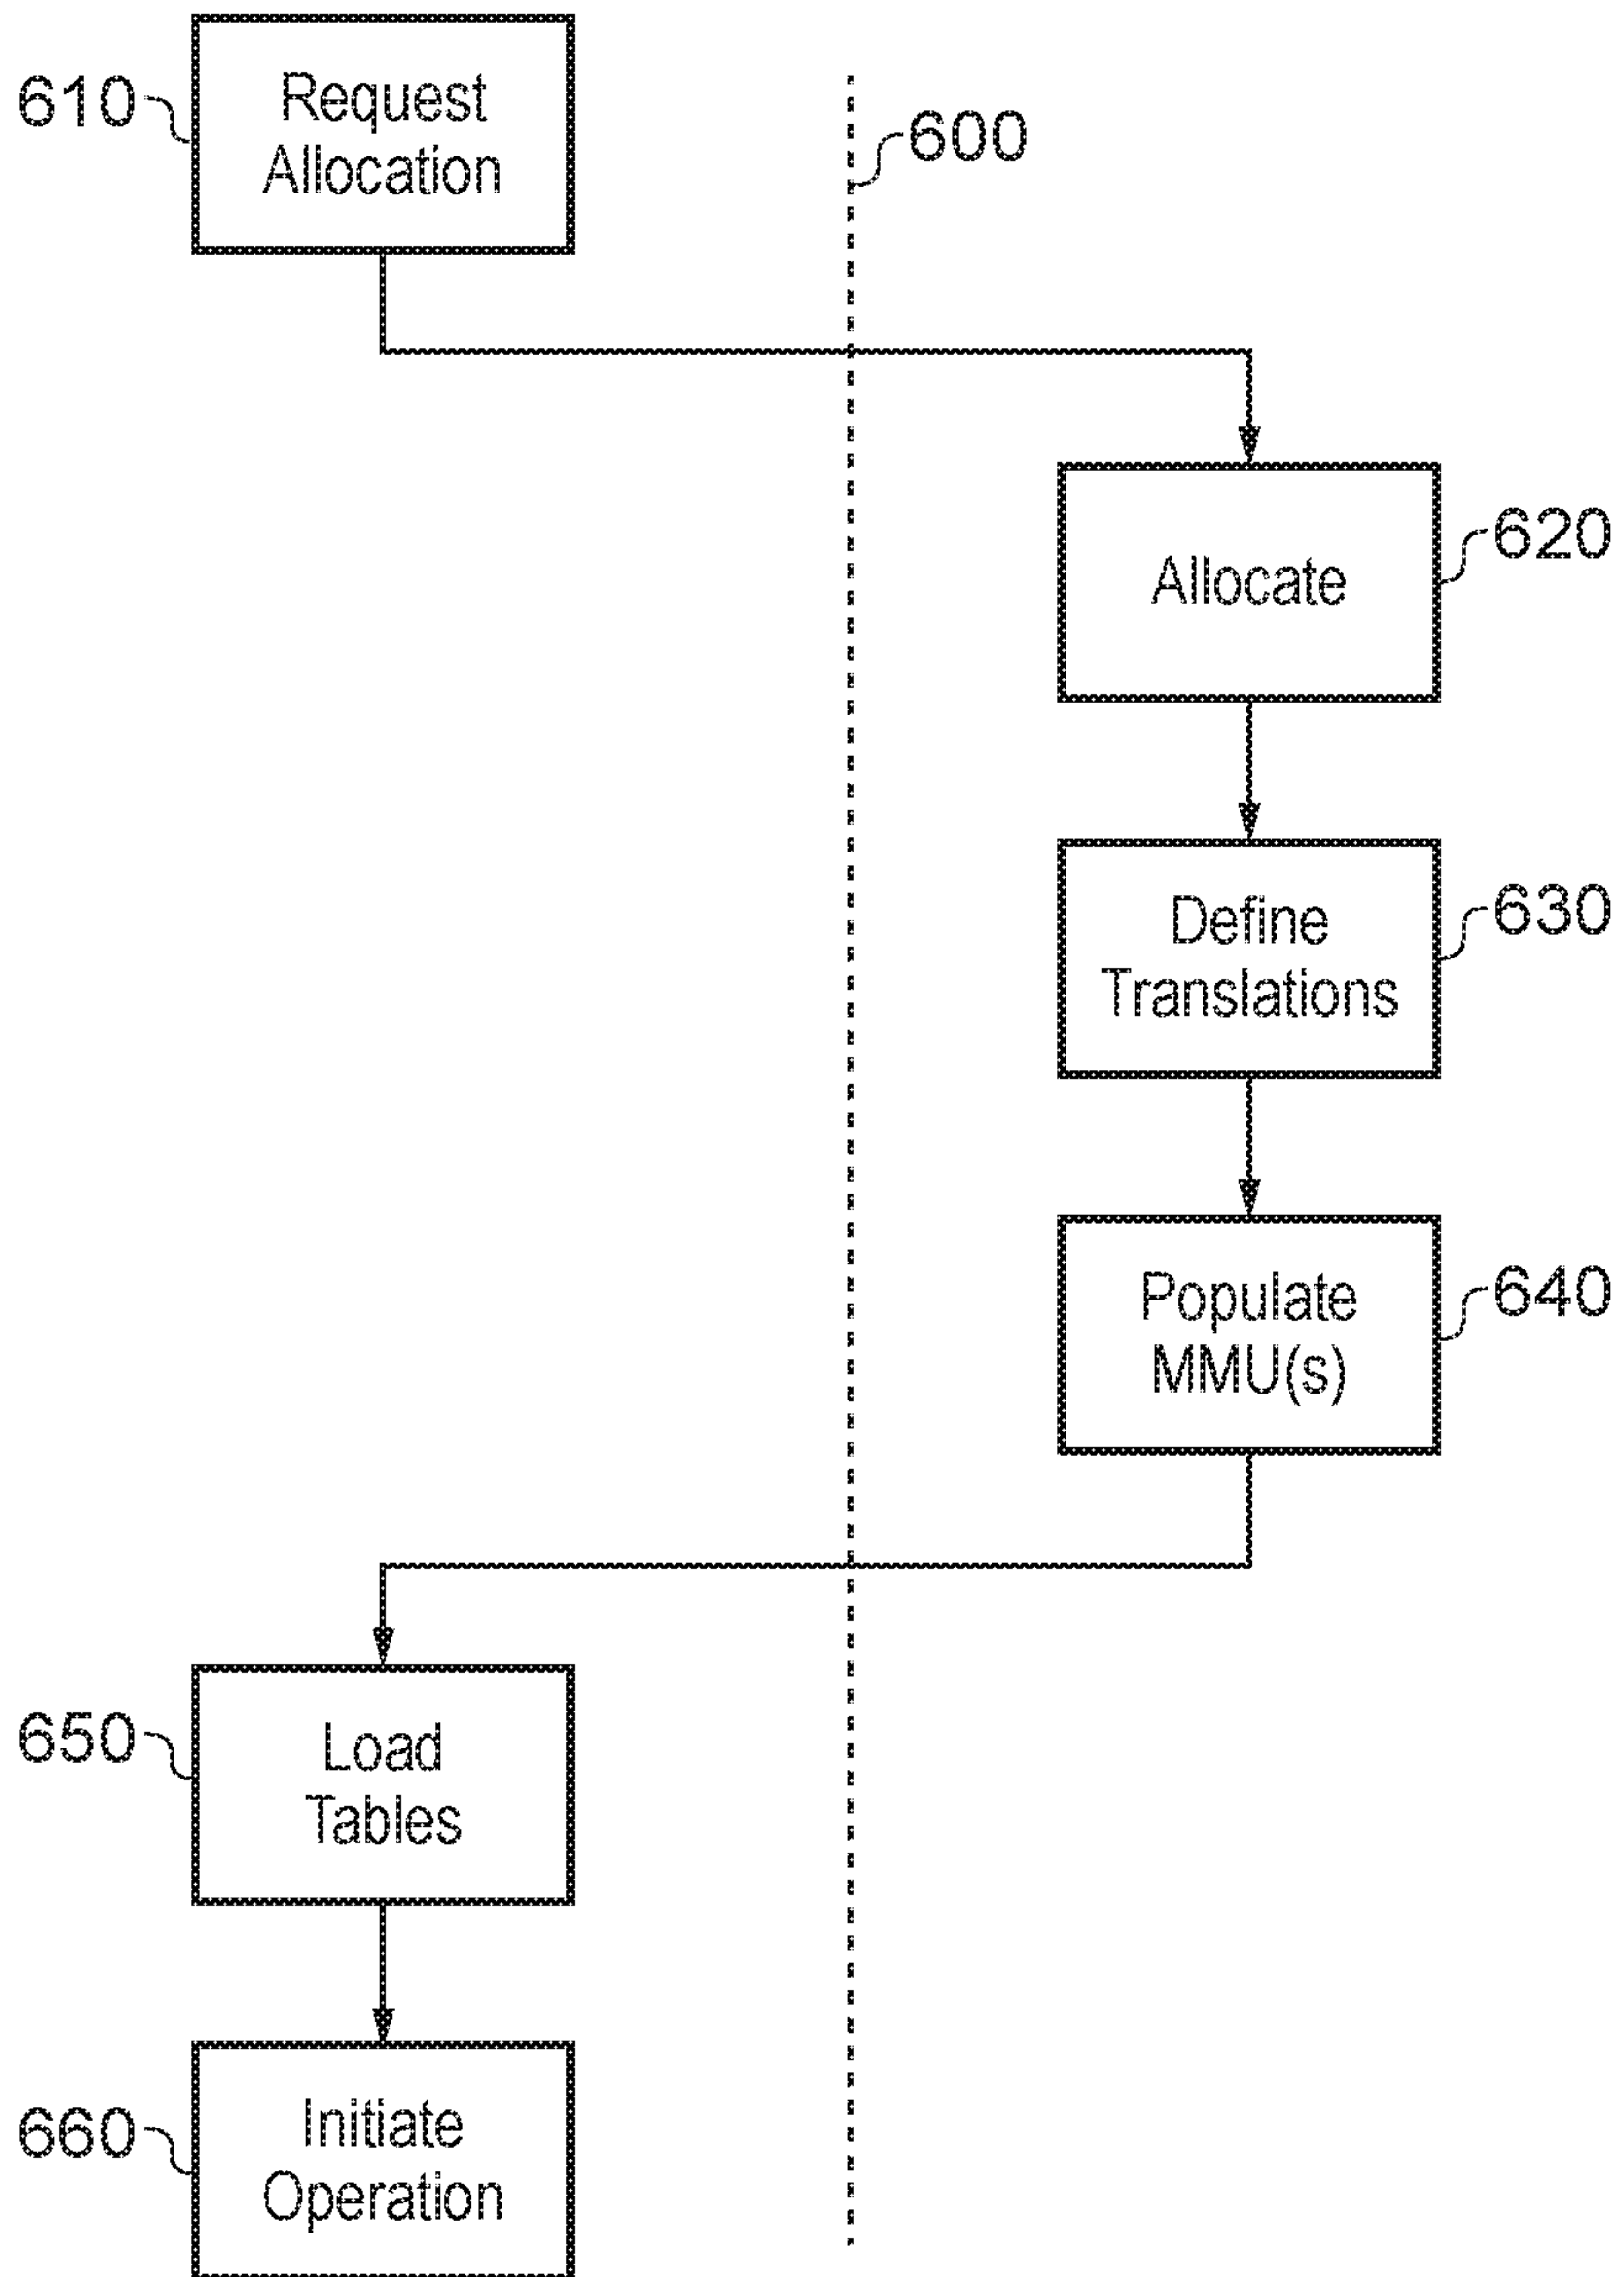 610
Request
Allocation
600
Allocate
620
Define
Translations
630
Populate
MMU(s)
640
650
Load
Tables
660
Initiate
Operation